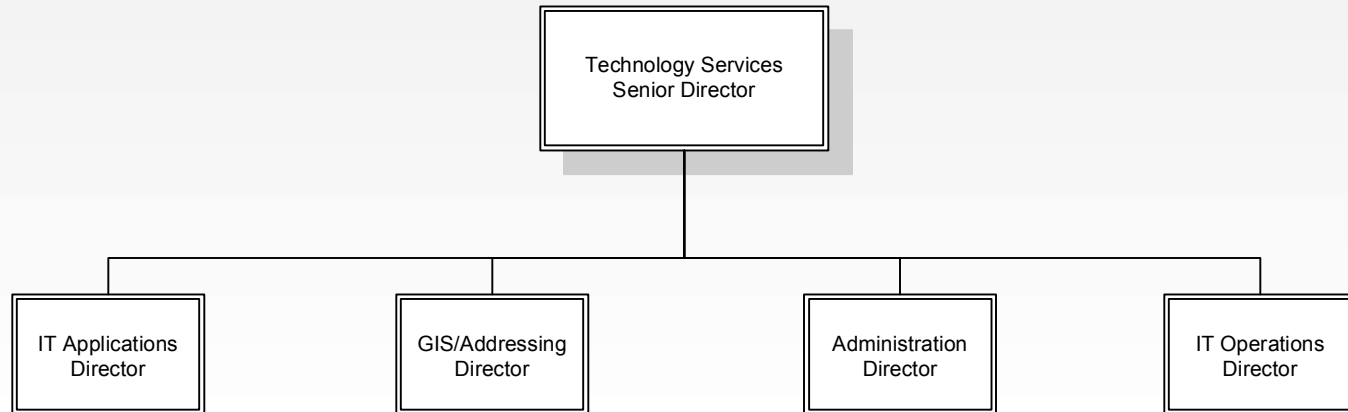 Technology Services
Senior Director
IT Applications
Director
GIS/Addressing
Director
Administration
Director
IT Operations
Director